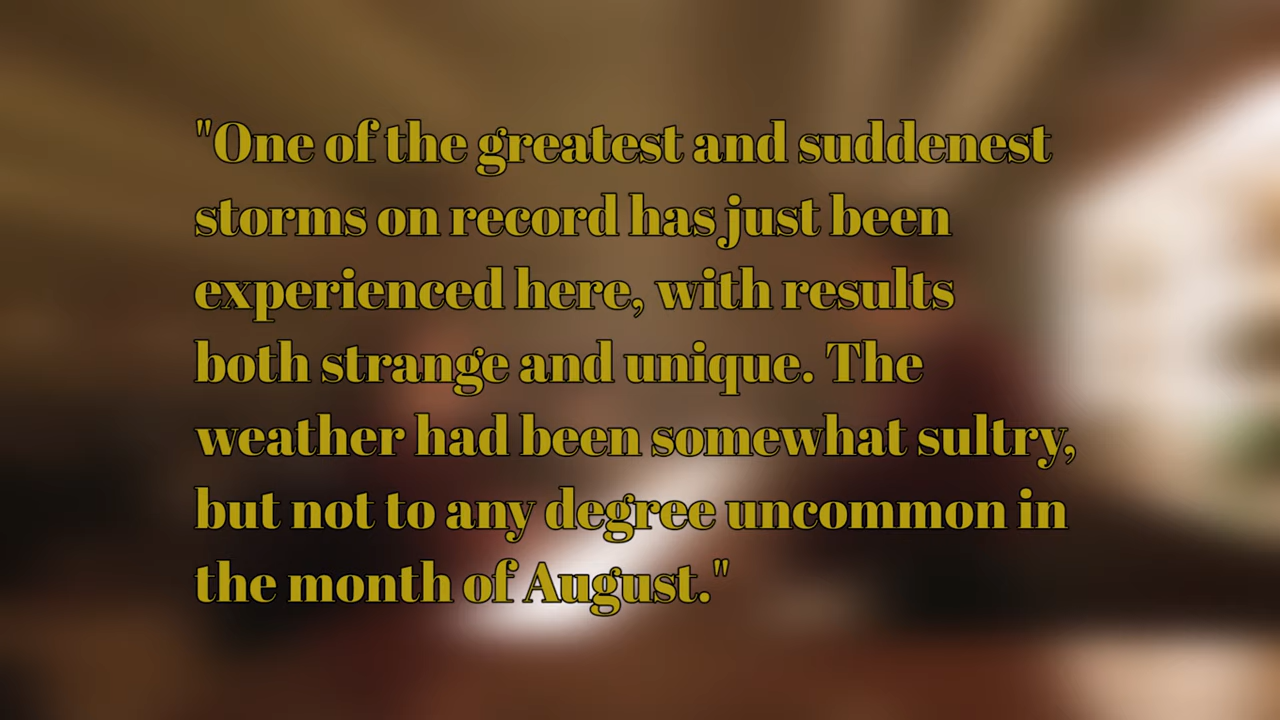 "One of the greatest and suddenest
storms on record has just been
experienced here, with results
both strange and unique. The
weather had been somewhat sultry,
but not to any degree uncommon in
the month of August."